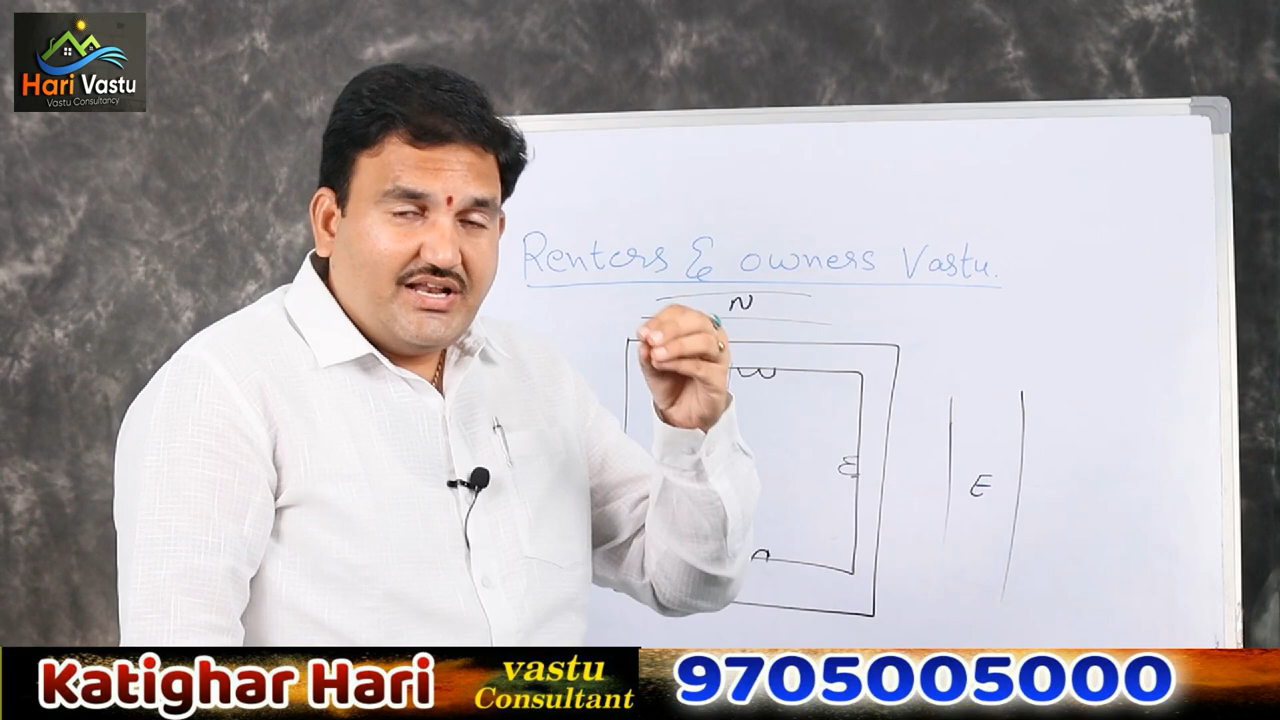 Hari Vastu
Vastu Consultancy
Renters & owners Vastu.
N
E
Katighar Hari
vastu
Consultant
9705005000